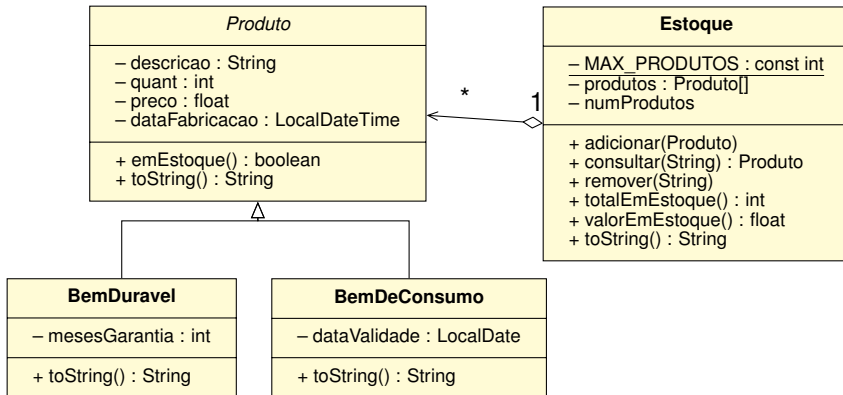 Produto
– descricao : String
– quant : int
– preco : float
– dataFabricacao : LocalDateTime
+ emEstoque() : boolean
+ toString() : String
*
1
Estoque
– MAX_PRODUTOS : const int
– produtos : Produto[]
– numProdutos
+ adicionar(Produto)
+ consultar(String) : Produto
+ remover(String)
+ totalEmEstoque() : int
+ valorEmEstoque() : float
+ toString() : String
BemDuravel
– mesesGarantia : int
+ toString() : String
BemDeConsumo
– dataValidade : LocalDate
+ toString() : String